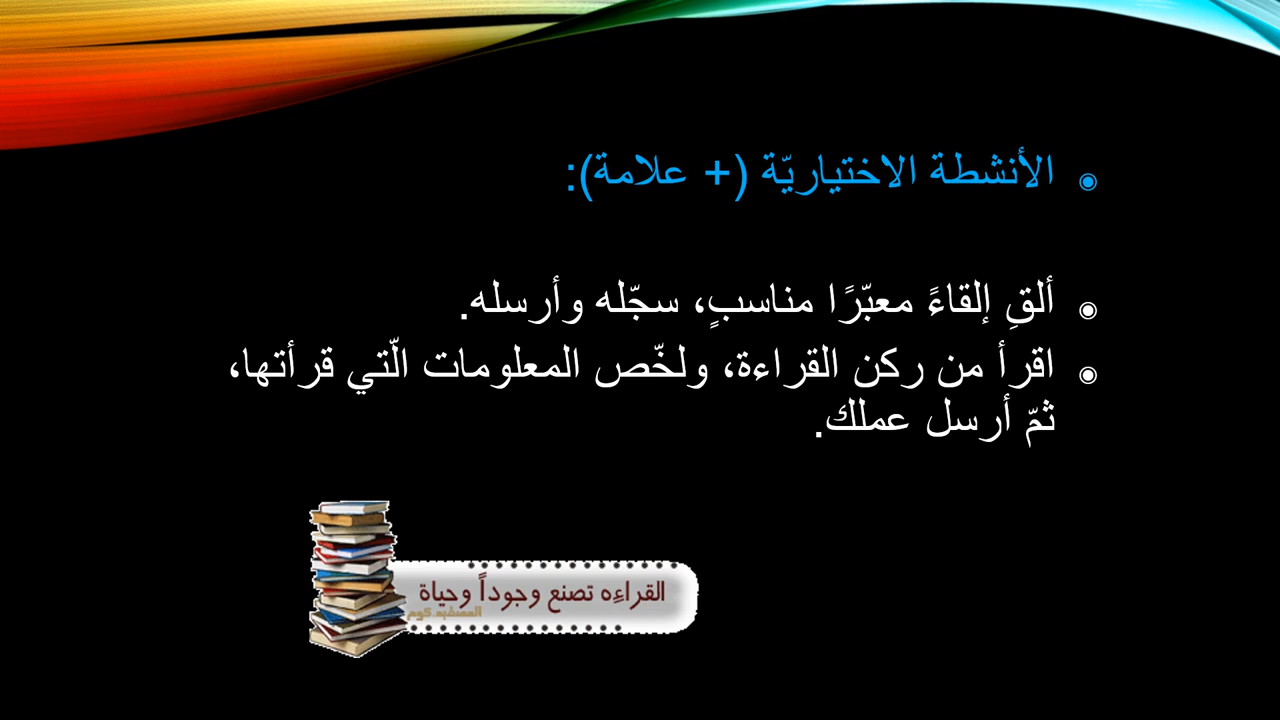 الأنشطة الاختياريّة (+ علامة):
ألقِ إلقاءً معبّرًا مناسبٍ، سجّله وأرسله.
اقرأ من ركن القراءة، ولخّص المعلومات الّتي قرأتها،
ثمّ أرسل عملك.
القراءه تصنع وجوداً وحياة